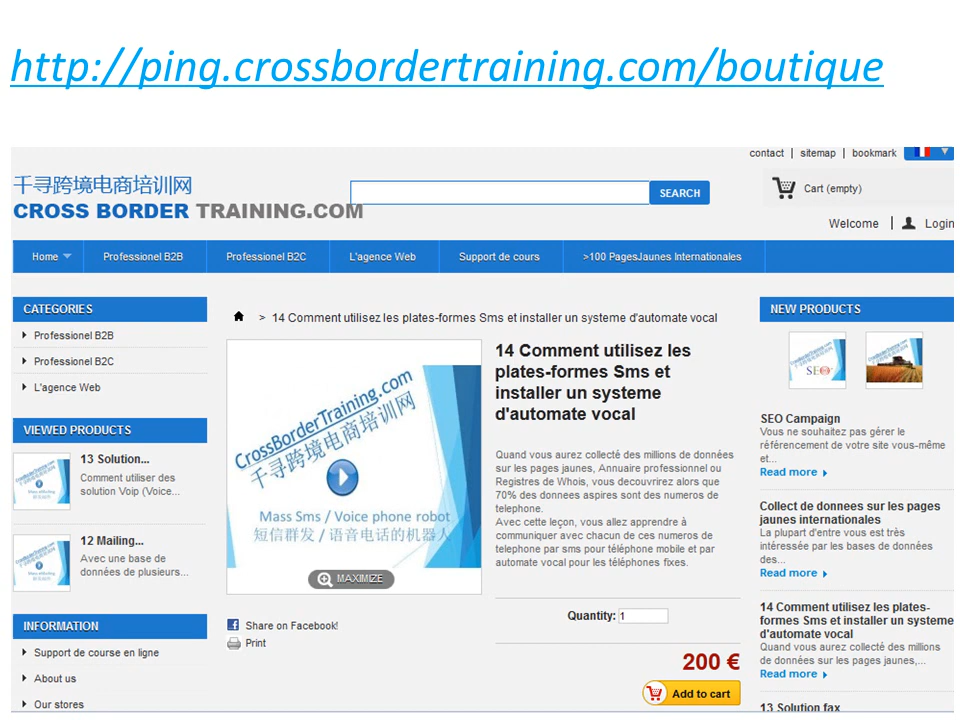 http://ping.crossbordertraining.com/boutique
contact | sitemap | bookmark
千寻跨境电商培训网
CROSS BORDER TRAINING.COM
SEARCH
Cart (empty)
Welcome | Login
Home
Professionel B2B
Professionel B2C
L'agence Web
Support de cours
>100 PagesJaunes Internationales
CATEGORIES
Professionel B2B
Professionel B2C
L'agence Web
VIEWED PRODUCTS
13 Solution...
Comment utiliser des
solution Voip (Voice...
12 Mailing...
Avec une base de
données de plusieurs...
INFORMATION
Support de course en ligne
About us
Our stores
> 14 Comment utilisez les plates-formes Sms et installer un systeme d'automate vocal
CrossBorderTraining.com
千寻跨境电商培训网
Mass Sms / Voice phone robot
短信群发 / 语音电话的机器人
MAXIMIZE
Share on Facebook!
Print
14 Comment utilisez les
plates-formes Sms et
installer un systeme
d'automate vocal
Quand vous aurez collecté des millions de données
sur les pages jaunes, Annuaire professionnel ou
Registres de Whois, vous decouvrirez alors que
70% des donnees aspires sont des numeros de
telephone.
Avec cette leçon, vous allez apprendre à
communiquer avec chacun de ces numeros de
telephone par sms pour téléphone mobile et par
automate vocal pour les téléphones fixes.
Quantity: 1
200 €
Add to cart
NEW PRODUCTS
SEO
SEO Campaign
Vous ne souhaitez pas gérer le
référencement de votre site vous-même
et...
Read more
Collect de donnees sur les pages
jaunes internationales
La plupart d'entre vous est très
intéressée par les bases de données
des...
Read more
14 Comment utilisez les plates-
formes Sms et installer un systeme
d'automate vocal
Quand vous aurez collecté des millions
de données sur les pages jaunes,...
Read more
13 Solution fax